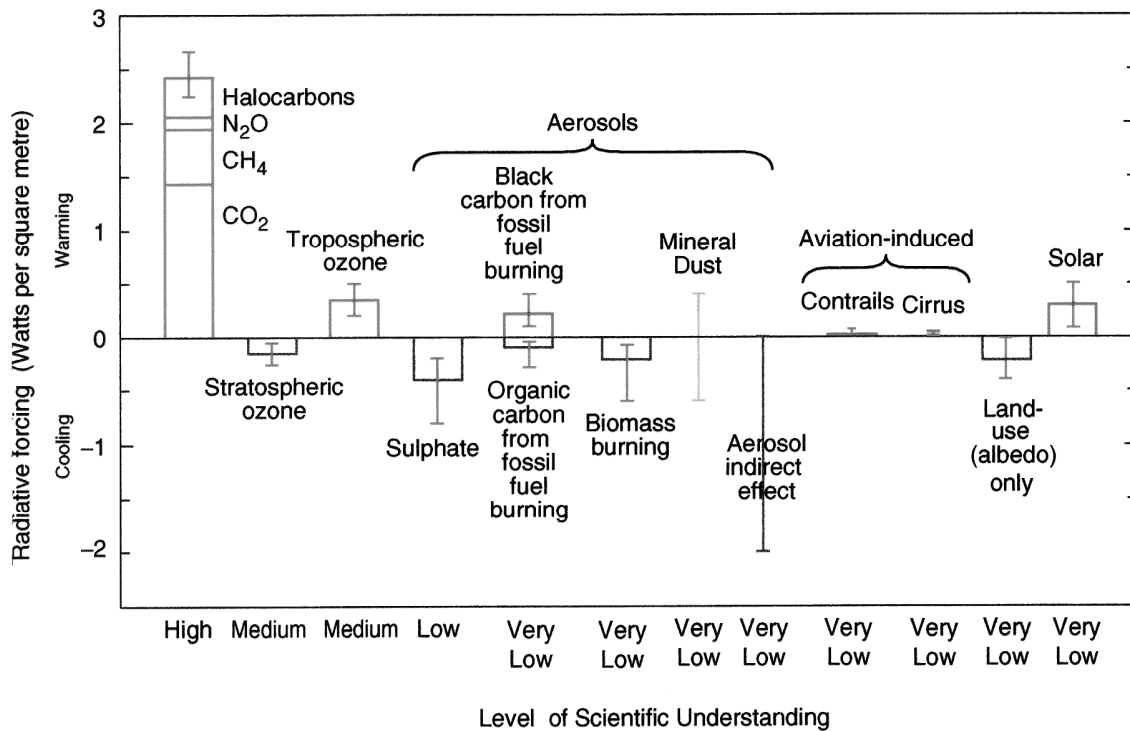 Radiative forcing (Watts per square metre)
Warming
Cooling
3
2
1
0
–1
–2
Halocarbons
N₂O
CH₄
CO₂
Stratospheric
ozone
Tropospheric
ozone
Aerosols
Sulphate
Black
carbon from
fossil
fuel
burning
Organic
carbon
from
fossil
fuel
burning
Biomass
burning
Mineral
Dust
Aerosol
indirect
effect
Aviation-induced
Contrails Cirrus
Land-
use
(albedo)
only
Solar
High Medium Medium Low Very Very Very Very Very Very Very Very
Low Low Low Low Low Low Low Low
Level of Scientific Understanding